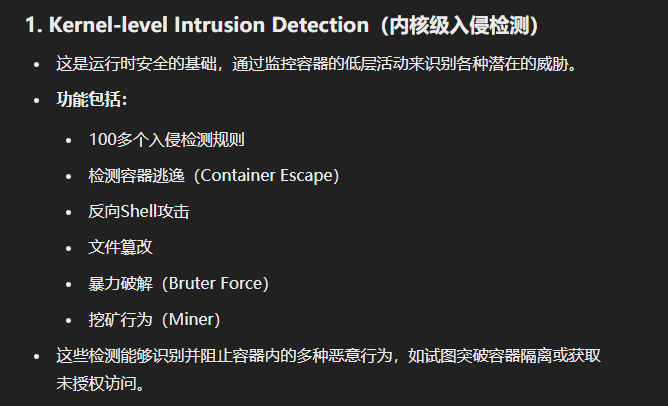 1. Kernel-level Intrusion Detection（内核级入侵检测）
这是运行时安全的基础，通过监控容器的低层活动来识别各种潜在的威胁。
功能包括：
100多个入侵检测规则
检测容器逃逸（Container Escape）
反向Shell攻击
文件篡改
暴力破解（Bruter Force）
挖矿行为（Miner）
这些检测能够识别并阻止容器内的多种恶意行为，如试图突破容器隔离或获取
未授权访问。